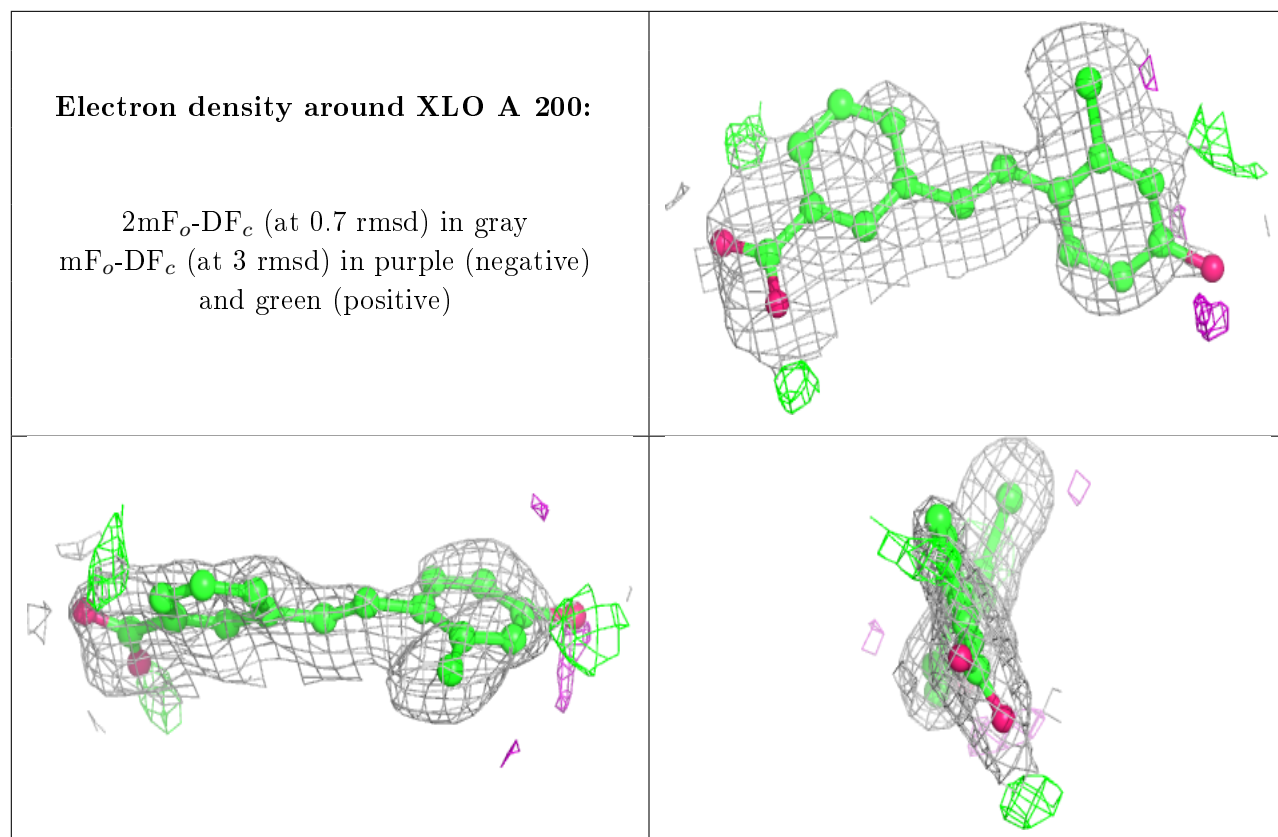 Electron density around XLO A 200:
2mFₒ-DF𝒸 (at 0.7 rmsd) in gray
mFₒ-DF𝒸 (at 3 rmsd) in purple (negative)
and green (positive)